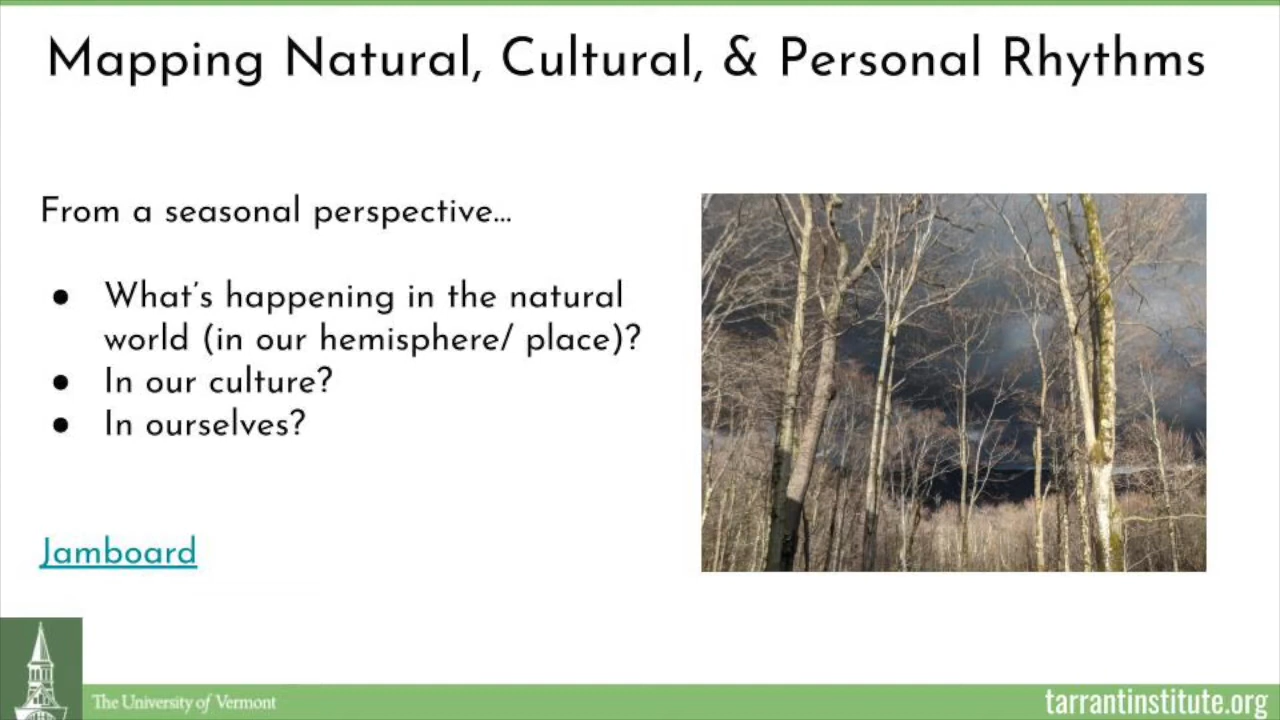 Mapping Natural, Cultural, & Personal Rhythms
From a seasonal perspective...
● What's happening in the natural
world (in our hemisphere/ place)?
● In our culture?
● In ourselves?
Jamboard
The University of Vermont
tarrantinstitute.org